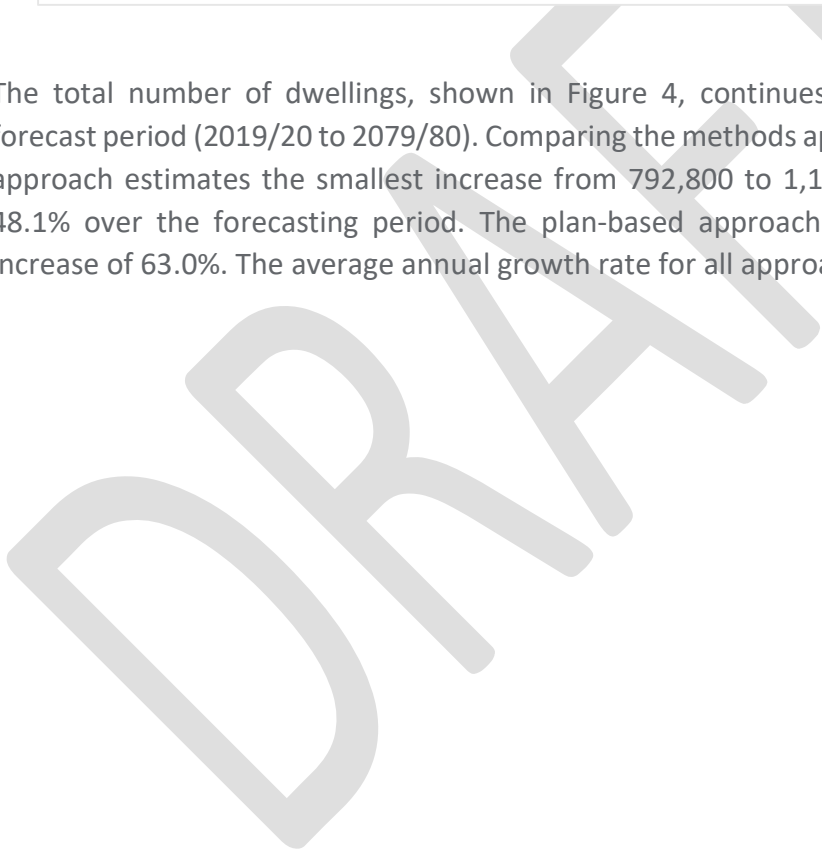 The total number of dwellings, shown in Figure 4, continues
forecast period (2019/20 to 2079/80). Comparing the methods ap
approach estimates the smallest increase from 792,800 to 1,1
48.1% over the forecasting period. The plan-based approach
increase of 63.0%. The average annual growth rate for all approa
DRAF